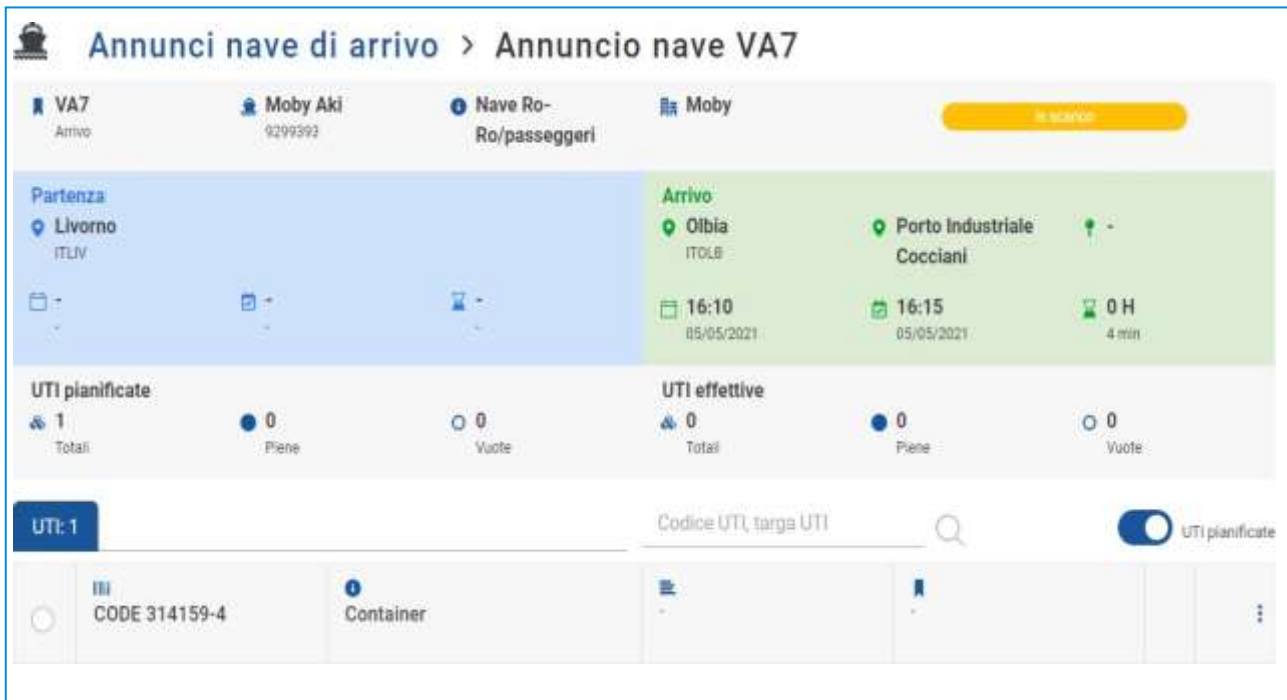 Annunci nave di arrivo > Annuncio nave VA7
VA7 Moby Aki Nave Ro- Moby In scarico
Arrivo 9299393 Ro/passeggeri
Partenza Arrivo
Livorno Olbia Porto Industriale -
ITLIV ITOLB Cocciani
- - - 16:10 16:15 0 H
- - - 05/05/2021 05/05/2021 4 min
UTI pianificate UTI effettive
1 0 0 0 0 0
Totali Piene Vuote Totali Piene Vuote
UTI: 1 Codice UTI, targa UTI UTI pianificate
CODE 314159-4 Container - -